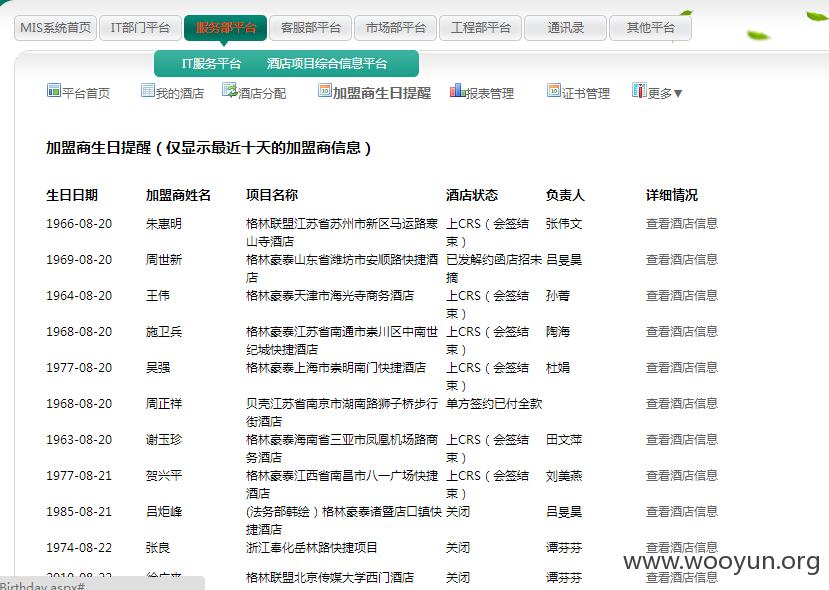 MIS系统首页 IT部门平台 服务部平台 客服部平台 市场部平台 工程部平台 通讯录 其他平台
IT服务平台 酒店项目综合信息平台
平台首页 我的酒店 酒店分配 加盟商生日提醒 报表管理 证书管理 更多▼
加盟商生日提醒（仅显示最近十天的加盟商信息）
生日日期 加盟商姓名 项目名称 酒店状态 负责人 详细情况
1966-08-20 朱惠明 格林联盟江苏省苏州市新区马运路寒 上CRS（会签结 张伟文 查看酒店信息
山寺酒店 束）
1969-08-20 周世新 格林豪泰山东省潍坊市安顺路快捷酒 已发解约函店招未 吕旻昊 查看酒店信息
店 摘
1964-08-20 王伟 格林豪泰天津市海光寺商务酒店 上CRS（会签结 孙菁 查看酒店信息
束）
1968-08-20 施卫兵 格林豪泰江苏省南通市崇川区中南世 上CRS（会签结 陶海 查看酒店信息
纪城快捷酒店 束）
1977-08-20 吴强 格林豪泰上海市崇明南门快捷酒店 上CRS（会签结 杜娟 查看酒店信息
束）
1968-08-20 周正祥 贝壳江苏省南京市湖南路狮子桥步行 单方签约已付全款 查看酒店信息
街酒店
1963-08-20 谢玉珍 格林豪泰海南省三亚市凤凰机场路商 上CRS（会签结 田文萍 查看酒店信息
务酒店 束）
1977-08-21 贺兴平 格林豪泰江西省南昌市八一广场快捷 上CRS（会签结 刘美燕 查看酒店信息
酒店 束）
1985-08-21 吕炬峰 (法务部韩绘）格林豪泰诸暨店口镇快 关闭 吕旻昊 查看酒店信息
捷酒店
1974-08-22 张良 浙江奉化岳林路快捷项目 关闭 谭芬芬 查看酒店信息
格林联盟北京传媒大学西门酒店 关闭 谭芬芬 查看酒店信息
www.wooyun.org
Birthday.aspx#